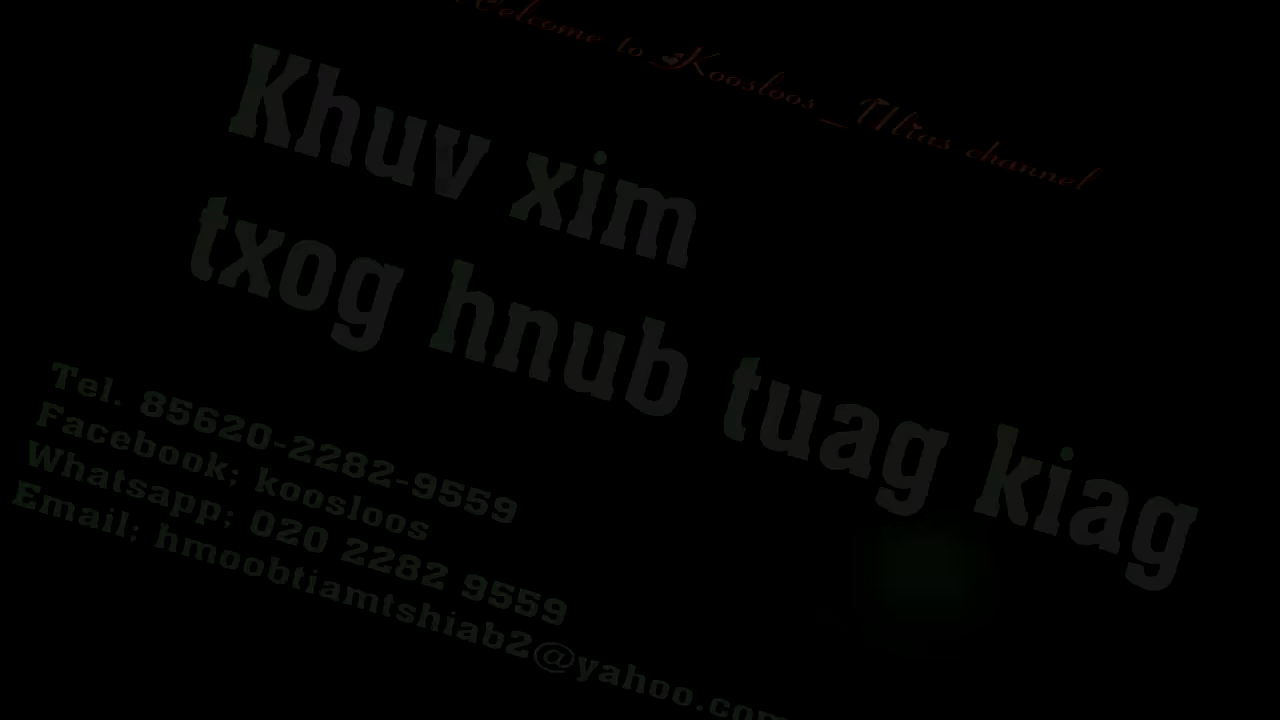 Welcome to Koosloos_Mlias channel
Khuv xim
txog hnub tuag kiag
Tel. 85620-2282-9559
Facebook; koosloos
Whatsapp; 020 2282 9559
Email; hmoobtiamtshiab2@yahoo.com